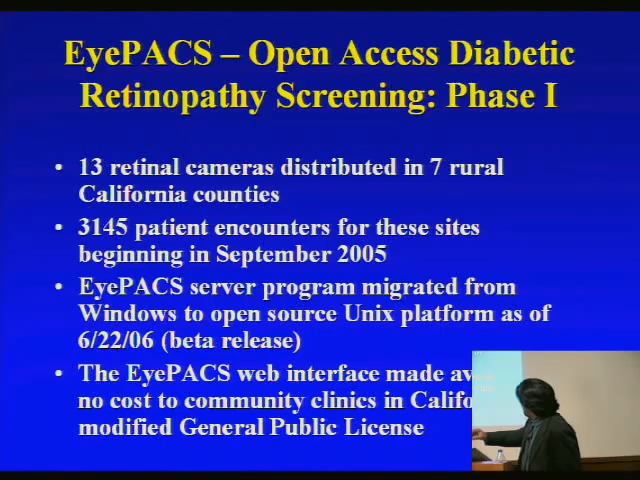 EyePACS – Open Access Diabetic
Retinopathy Screening: Phase I
• 13 retinal cameras distributed in 7 rural
California counties
• 3145 patient encounters for these sites
beginning in September 2005
• EyePACS server program migrated from
Windows to open source Unix platform as of
6/22/06 (beta release)
• The EyePACS web interface made
no cost to community clinics in
modified General Public License